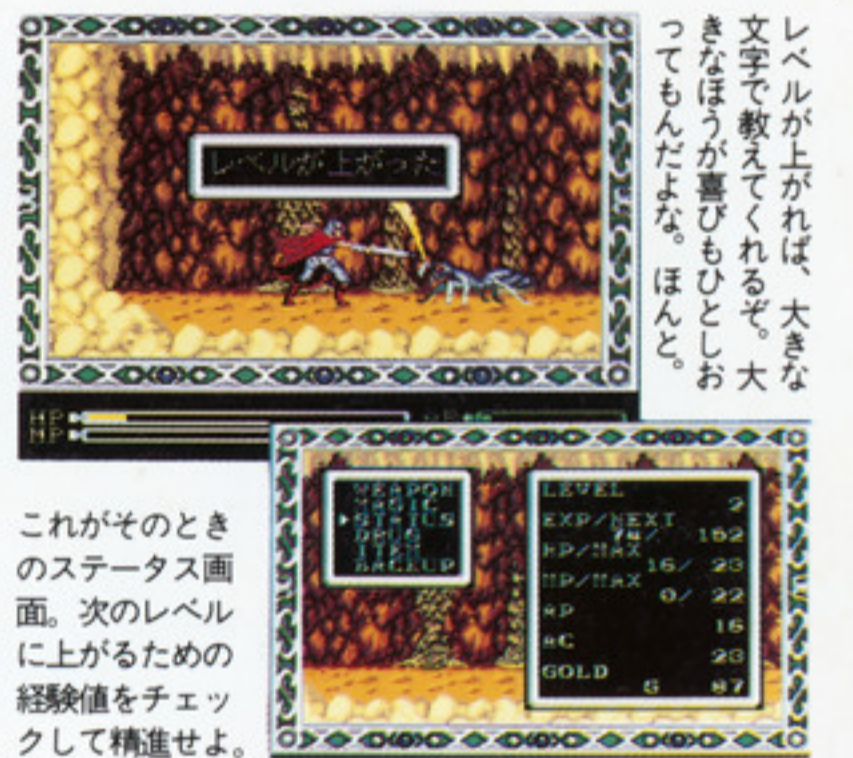 レベルが上がれば、大きな
文字で教えてくれるぞ。大
きなほうが喜びもひとしお
ってもんだよな。ほんと。
レベルが上がった
HP
MP
これがそのとき
のステータス画
面。次のレベル
に上がるための
経験値をチェッ
クして精進せよ。
WEAPON
MAGIC
STATUS
DRUG
ITEM
BACKUP
LEVEL
2
EXP/NEXT
74/ 162
HP/MAX
16/ 23
MP/MAX
0/ 22
AP
16
AC
23
GOLD
87